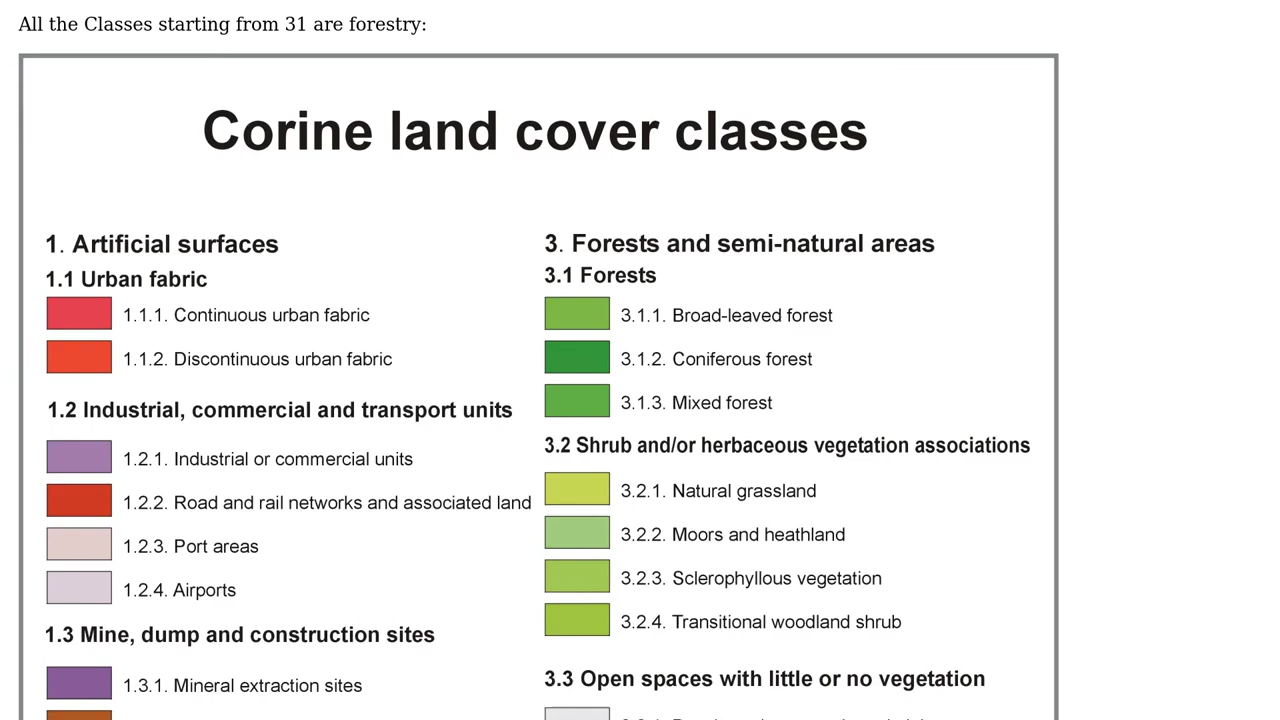 All the Classes starting from 31 are forestry:
Corine land cover classes
1. Artificial surfaces
1.1 Urban fabric
1.1.1. Continuous urban fabric
1.1.2. Discontinuous urban fabric
1.2 Industrial, commercial and transport units
1.2.1. Industrial or commercial units
1.2.2. Road and rail networks and associated land
1.2.3. Port areas
1.2.4. Airports
1.3 Mine, dump and construction sites
1.3.1. Mineral extraction sites
3. Forests and semi-natural areas
3.1 Forests
3.1.1. Broad-leaved forest
3.1.2. Coniferous forest
3.1.3. Mixed forest
3.2 Shrub and/or herbaceous vegetation associations
3.2.1. Natural grassland
3.2.2. Moors and heathland
3.2.3. Sclerophyllous vegetation
3.2.4. Transitional woodland shrub
3.3 Open spaces with little or no vegetation